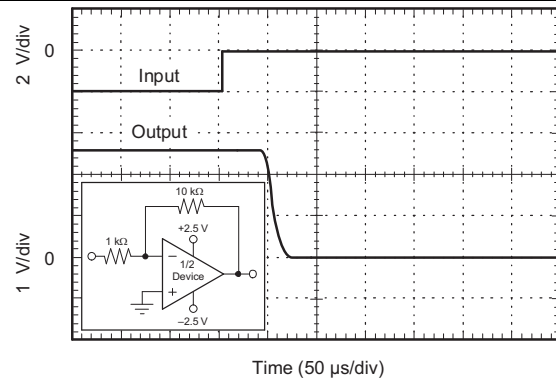 2 V/div
0
Input
Output
10 kΩ
1 kΩ
+2.5 V
−
1/2
Device
+
−2.5 V
1 V/div
0
Time (50 µs/div)